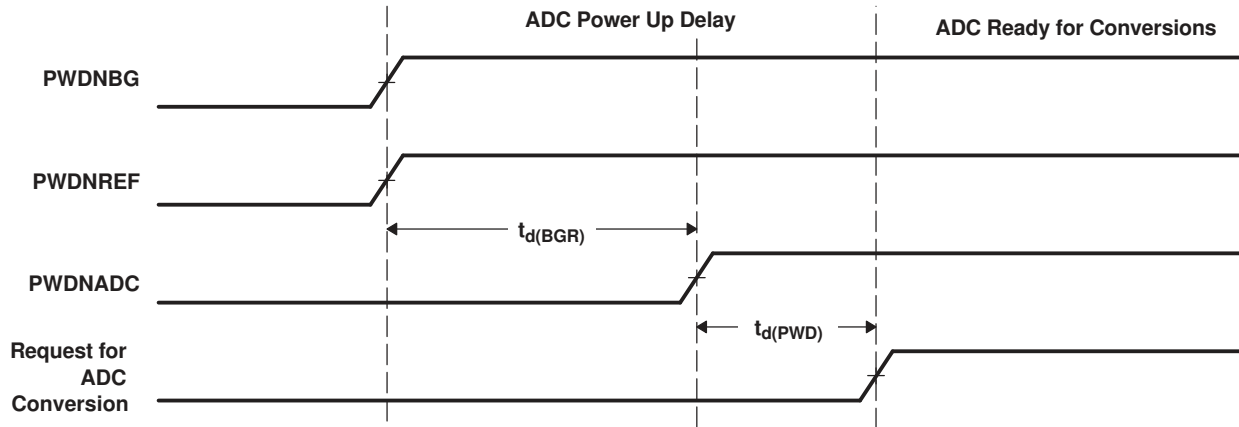 ADC Power Up Delay
ADC Ready for Conversions
PWDNBG
PWDNREF
td(BGR)
PWDNADC
td(PWD)
Request for
ADC
Conversion